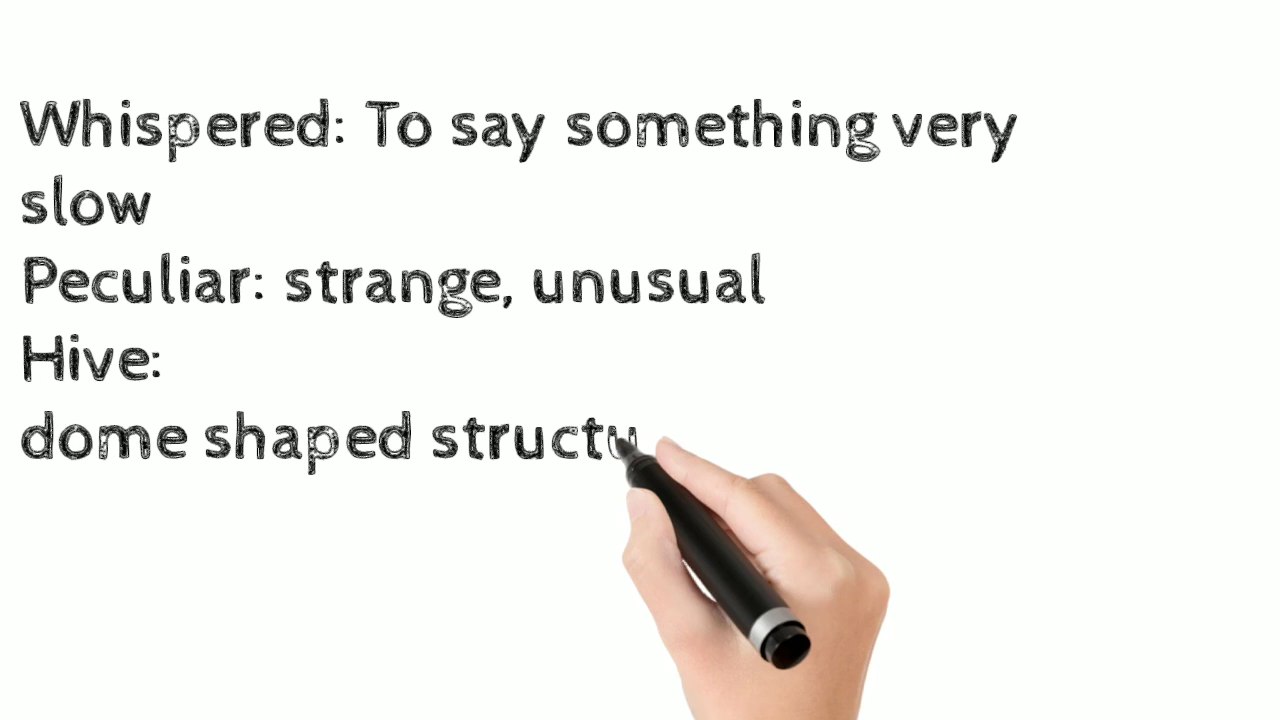 Whispered: To say something very
slow
Peculiar: strange, unusual
Hive:
dome shaped structu